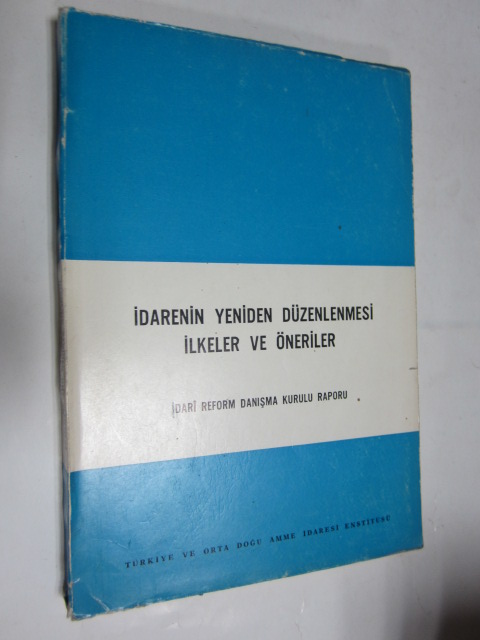 İDARENİN YENİDEN DÜZENLENMESİ
İLKELER VE ÖNERİLER
İDARİ REFORM DANIŞMA KURULU RAPORU
TÜRKİYE VE ORTA DOĞU AMME İDARESİ ENSTİTÜSÜ